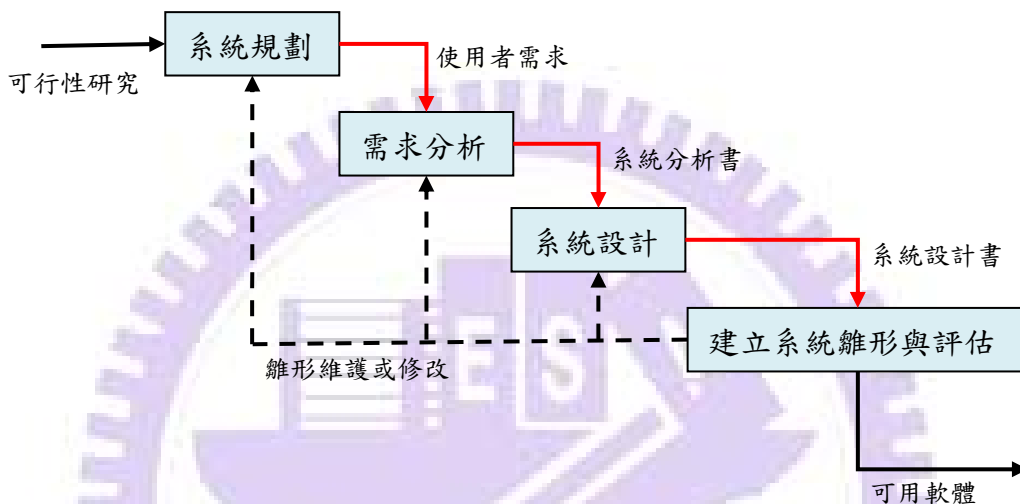 系統規劃
可行性研究
使用者需求
需求分析
系統分析書
系統設計
系統設計書
建立系統雛形與評估
雛形維護或修改
可用軟體
E S